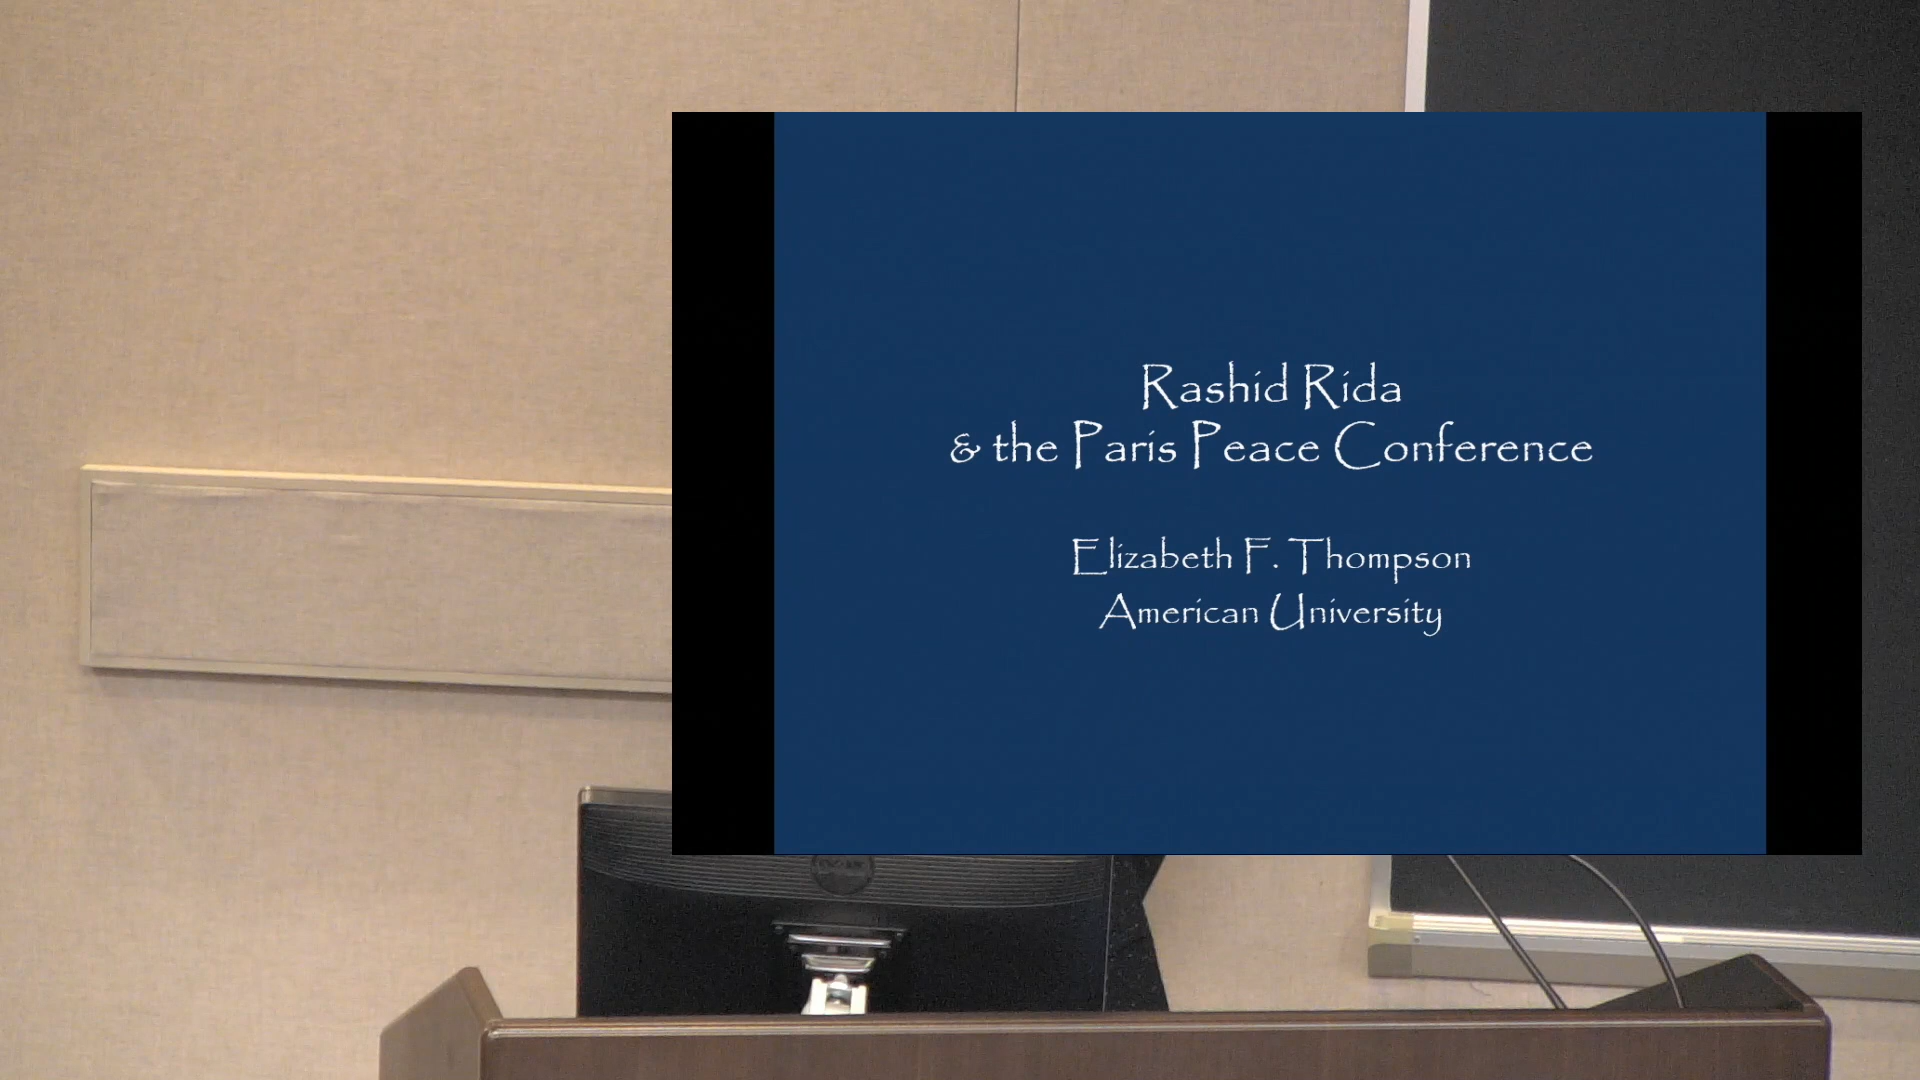 Rashid Rida
& the Paris Peace Conference
Elizabeth F. Thompson
American University